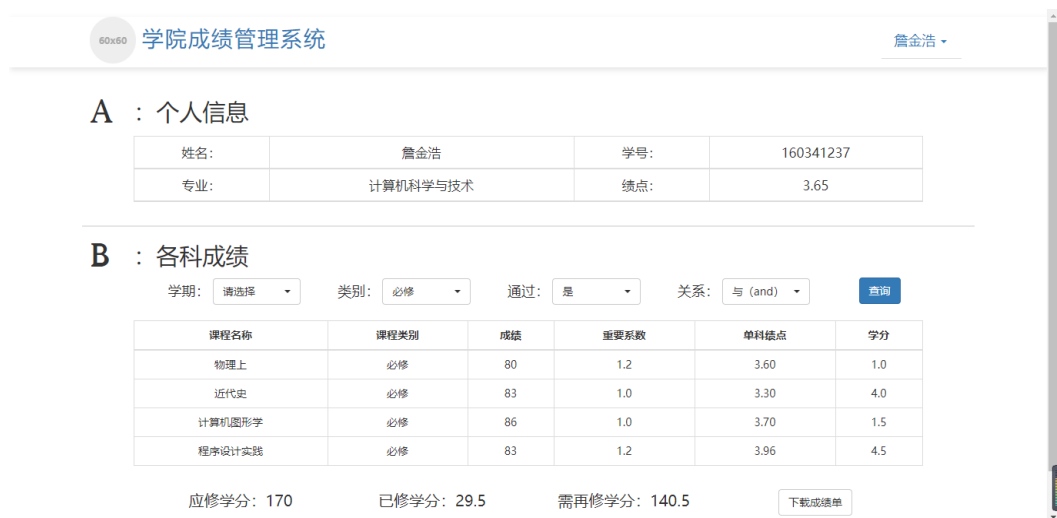 60x60 学院成绩管理系统 詹金浩
A : 个人信息
姓名: 詹金浩 学号: 160341237
专业: 计算机科学与技术 绩点: 3.65
B : 各科成绩
学期: 请选择 类别: 必修 通过: 是 关系: 与 (and) 查询
课程名称 课程类别 成绩 重要系数 单科绩点 学分
物理上 必修 80 1.2 3.60 1.0
近代史 必修 83 1.0 3.30 4.0
计算机图形学 必修 86 1.0 3.70 1.5
程序设计实践 必修 83 1.2 3.96 4.5
应修学分: 170 已修学分: 29.5 需再修学分: 140.5 下载成绩单